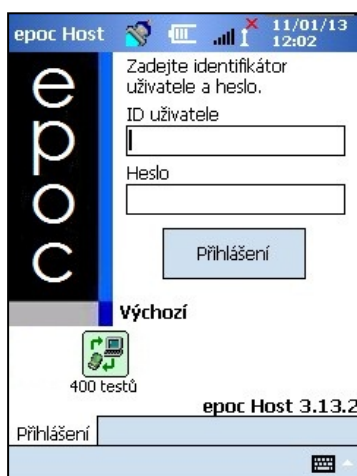 epoc Host
11/01/13
12:02
epoc
Zadejte identifikátor
uživatele a heslo.
ID uživatele
Heslo
Přihlášení
Výchozí
400 testů
epoc Host 3.13.2
Přihlášení